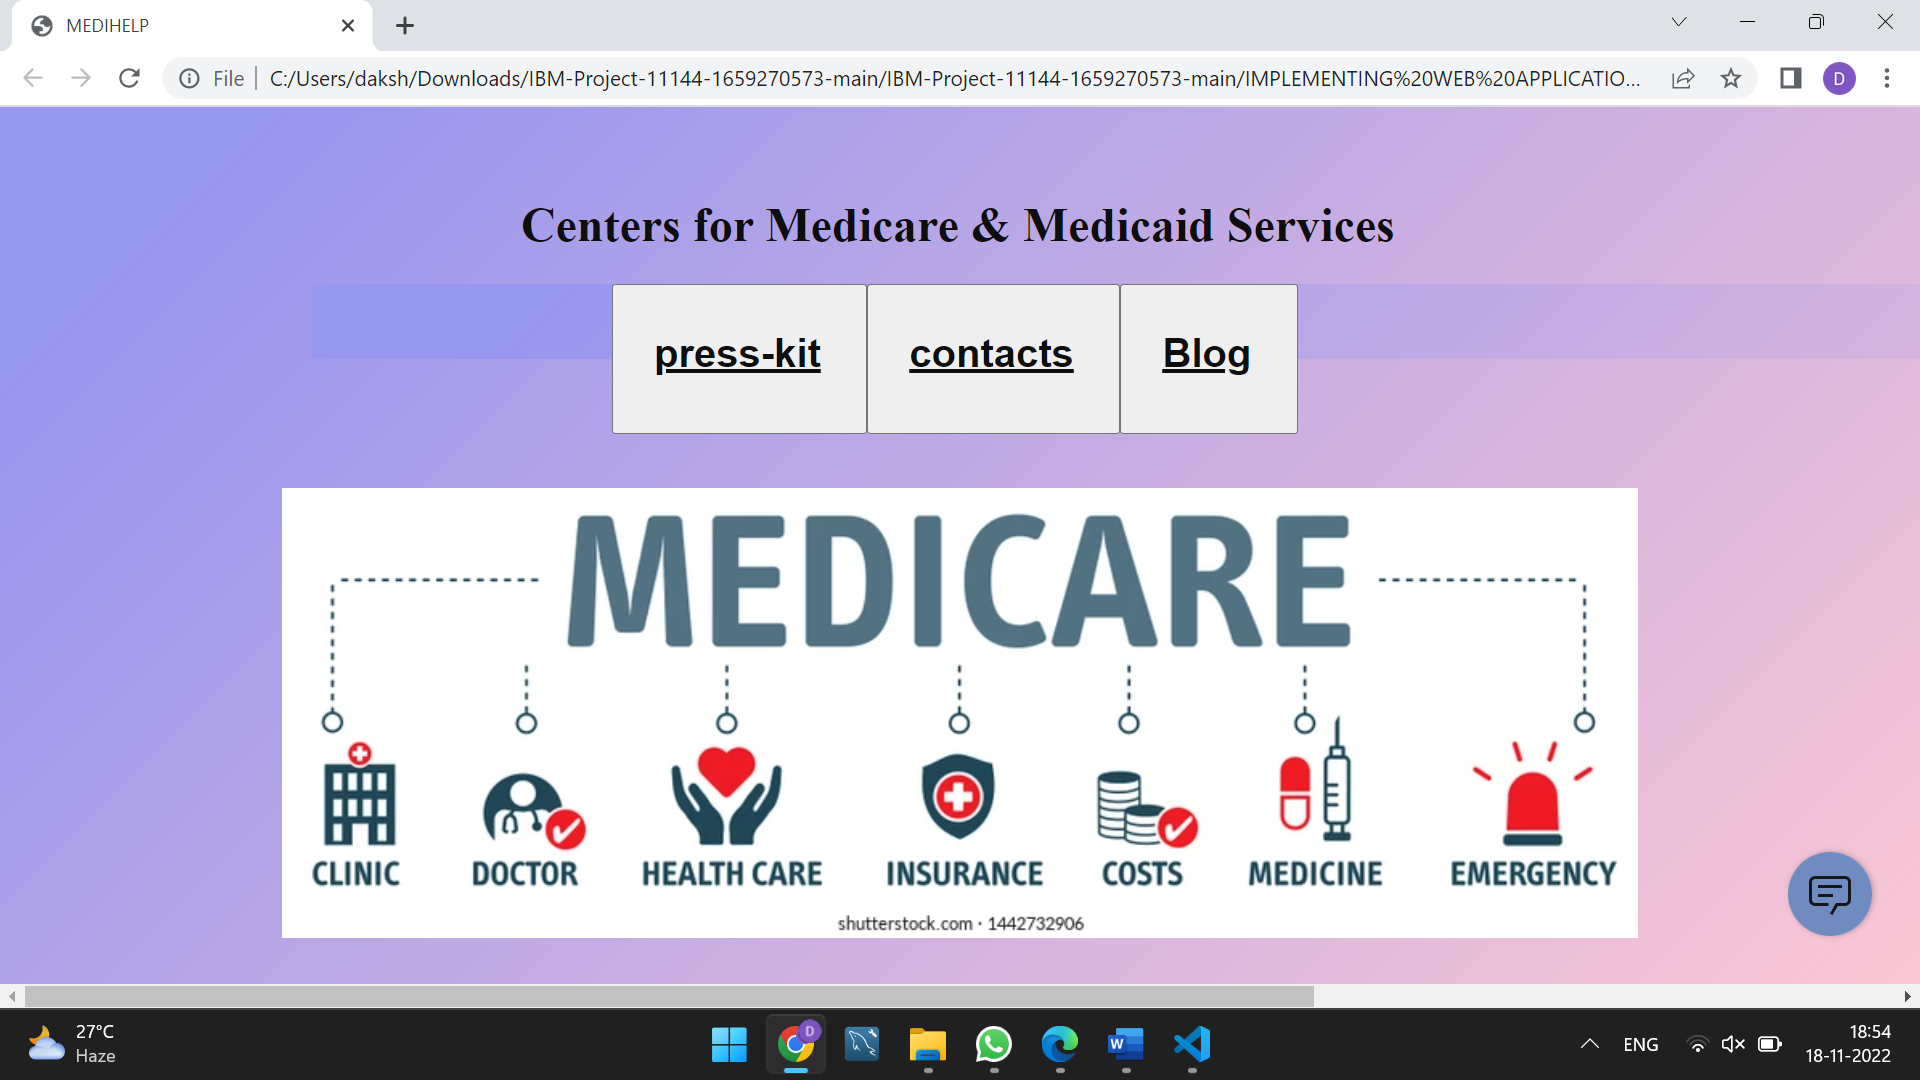 MEDIHELP
File
C:/Users/daksh/Downloads/IBM-Project-11144-1659270573-main/IBM-Project-11144-1659270573-main/IMPLEMENTING%20WEB%20APPLICATIO...
D
Centers for Medicare & Medicaid Services
press-kit contacts Blog
MEDICARE
CLINIC DOCTOR HEALTH CARE INSURANCE COSTS MEDICINE EMERGENCY
shutterstock.com · 1442732906
27°C
Haze
D
W
ENG
18:54
18-11-2022